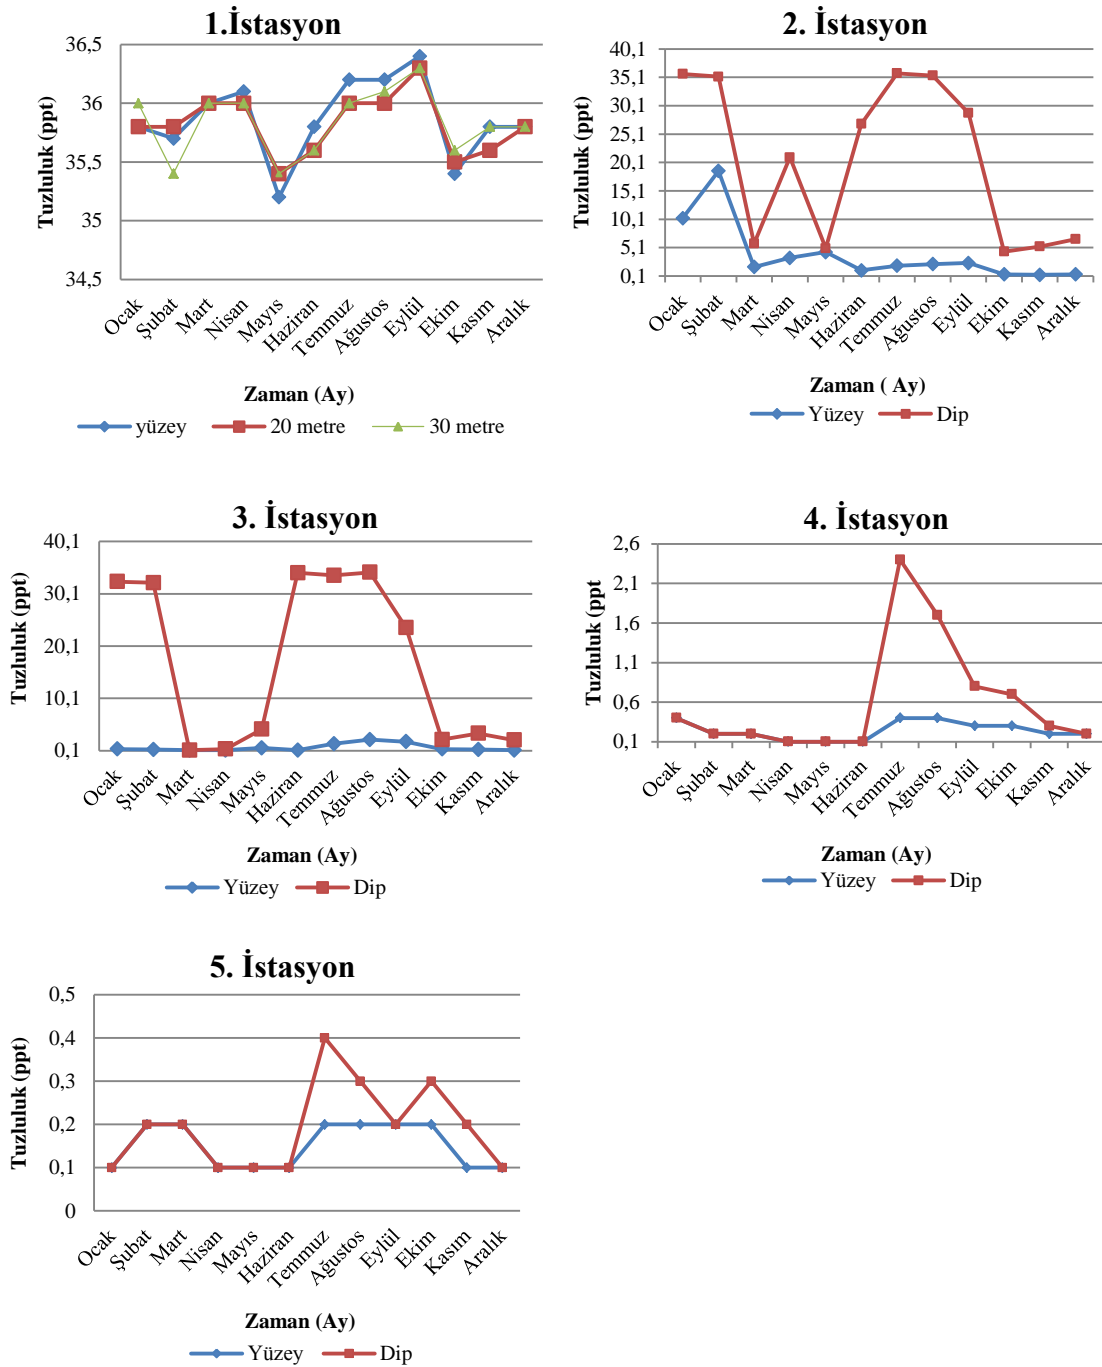 1.İstasyon
Tuzluluk (ppt)
36,5
36
35,5
35
34,5
Ocak
Şubat
Mart
Nisan
Mayıs
Haziran
Temmuz
Ağustos
Eylül
Ekim
Kasım
Aralık
Zaman (Ay)
yüzey 20 metre 30 metre
2. İstasyon
Tuzluluk (ppt)
40,1
35,1
30,1
25,1
20,1
15,1
10,1
5,1
0,1
Ocak
Şubat
Mart
Nisan
Mayıs
Haziran
Temmuz
Ağustos
Eylül
Ekim
Kasım
Aralık
Zaman ( Ay)
Yüzey Dip
3. İstasyon
Tuzluluk (ppt)
40,1
30,1
20,1
10,1
0,1
Ocak
Şubat
Mart
Nisan
Mayıs
Haziran
Temmuz
Ağustos
Eylül
Ekim
Kasım
Aralık
Zaman (Ay)
Yüzey Dip
4. İstasyon
Tuzluluk (ppt
2,6
2,1
1,6
1,1
0,6
0,1
Ocak
Şubat
Mart
Nisan
Mayıs
Haziran
Temmuz
Ağustos
Eylül
Ekim
Kasım
Aralık
Zaman (Ay)
Yüzey Dip
5. İstasyon
Tuzluluk (ppt)
0,5
0,4
0,3
0,2
0,1
0
Ocak
Şubat
Mart
Nisan
Mayıs
Haziran
Temmuz
Ağustos
Eylül
Ekim
Kasım
Aralık
Zaman (Ay)
Yüzey Dip